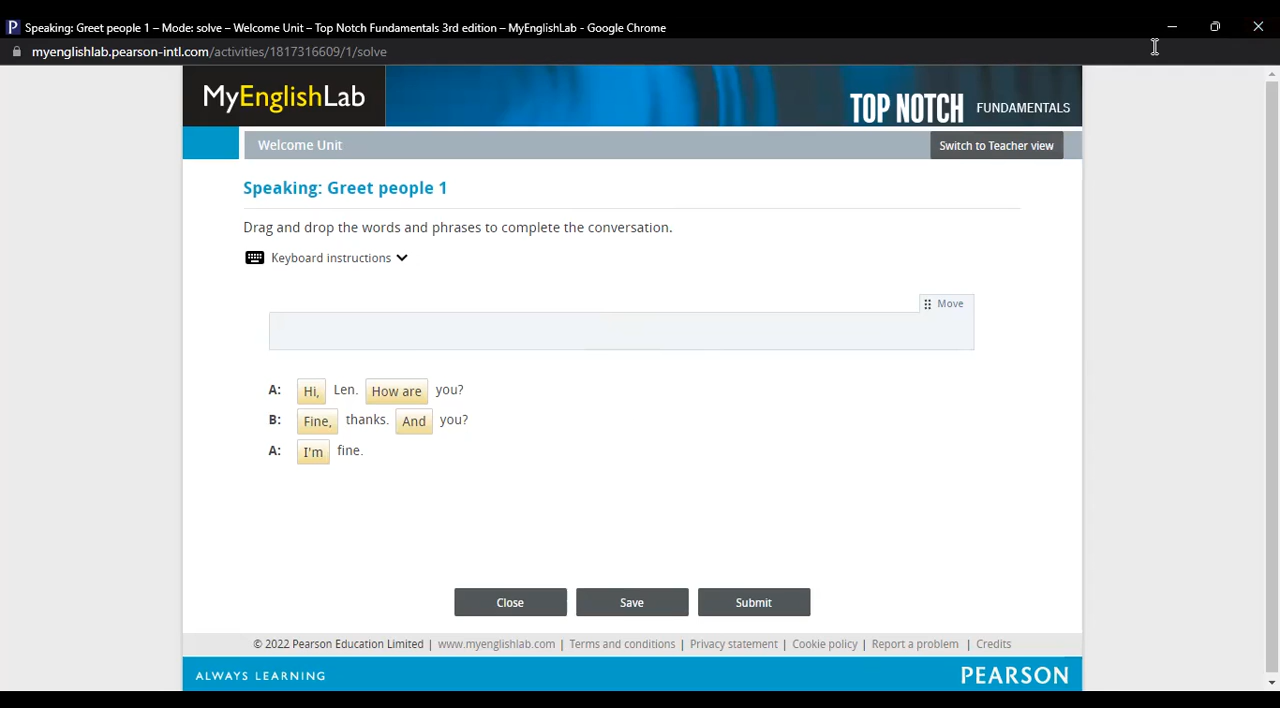 P Speaking: Greet people 1 – Mode: solve – Welcome Unit – Top Notch Fundamentals 3rd edition – MyEnglishLab - Google Chrome
myenglishlab.pearson-intl.com/activities/1817316609/1/solve
MyEnglishLab
TOP NOTCH FUNDAMENTALS
Welcome Unit
Switch to Teacher view
Speaking: Greet people 1
Drag and drop the words and phrases to complete the conversation.
Keyboard instructions
Move
A: Hi, Len. How are you?
B: Fine, thanks. And you?
A: I'm fine.
Close Save Submit
© 2022 Pearson Education Limited | www.myenglishlab.com | Terms and conditions | Privacy statement | Cookie policy | Report a problem | Credits
ALWAYS LEARNING
PEARSON